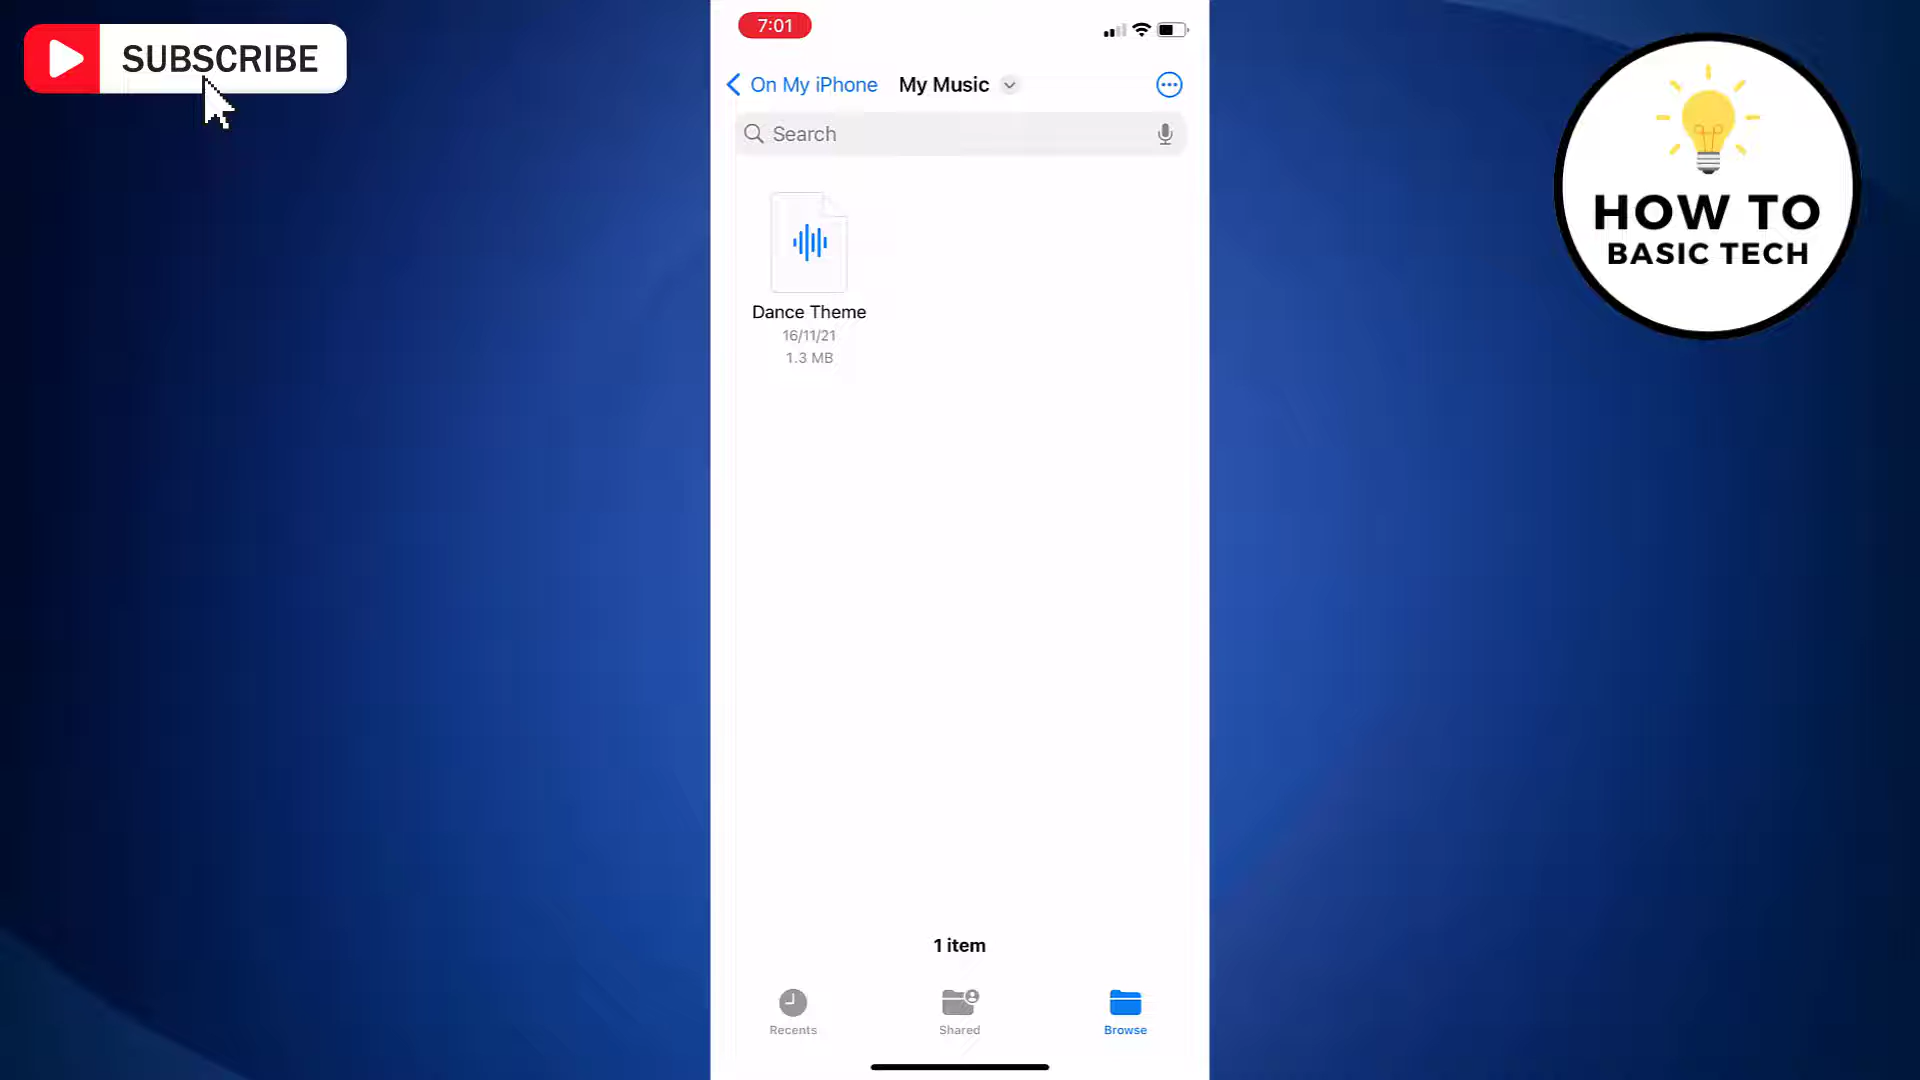 SUBSCRIBE
7:01
On My iPhone
My Music
Search
Dance Theme
16/11/21
1.3 MB
1 item
Recents
Shared
Browse
HOW TO
BASIC TECH